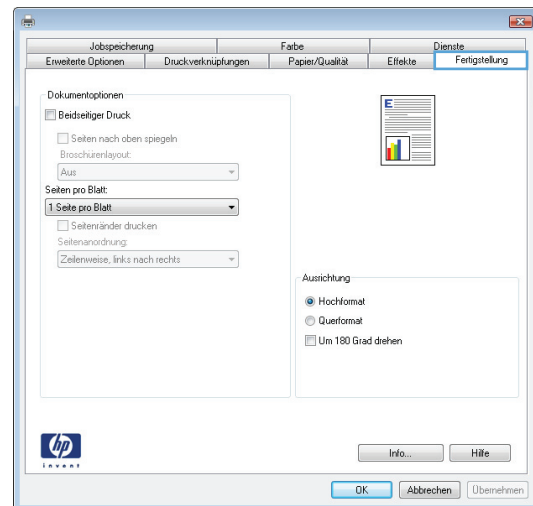 Jobspeicherung Farbe Dienste
Erweiterte Optionen Druckverknüpfungen Papier/Qualität Effekte Fertigstellung
Dokumentoptionen
Beidseitiger Druck
Seiten nach oben spiegeln
Broschürenlayout:
Aus
Seiten pro Blatt:
1 Seite pro Blatt
Seitenränder drucken
Seitenanordnung:
Zeilenweise, links nach rechts
E
Ausrichtung
Hochformat
Querformat
Um 180 Grad drehen
hp
invent
Info... Hilfe
OK Abbrechen Übernehmen